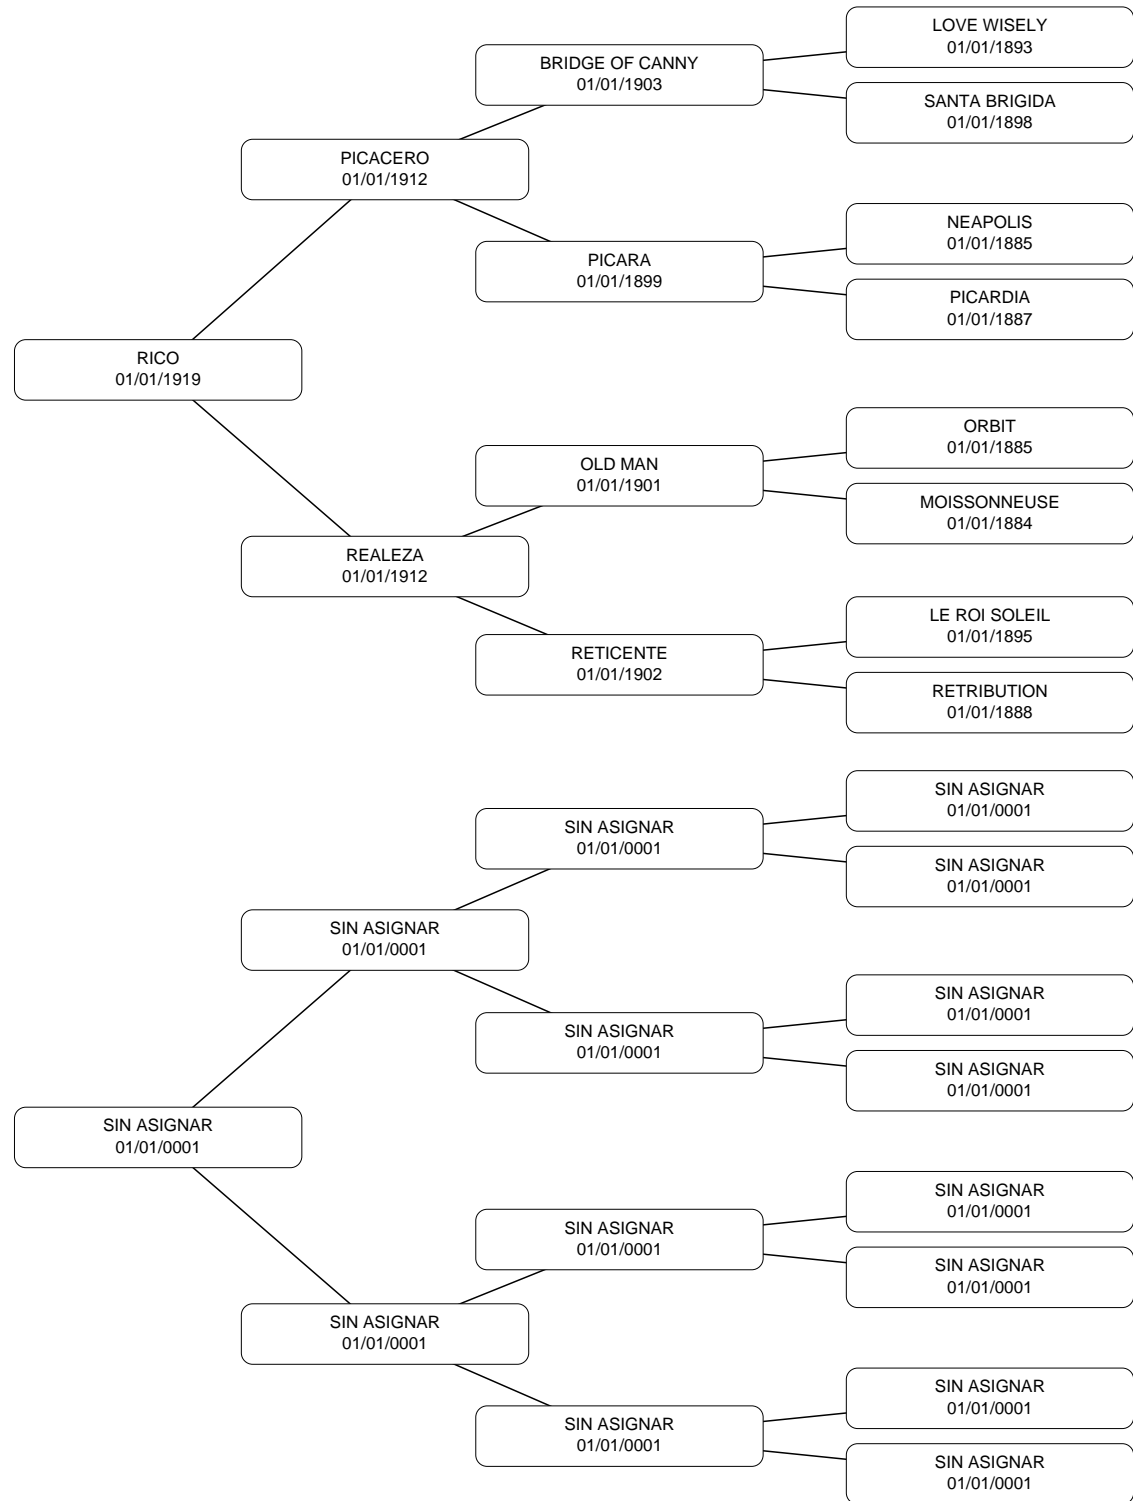 LOVE WISELY
01/01/1893
BRIDGE OF CANNY
01/01/1903
SANTA BRIGIDA
01/01/1898
PICACERO
01/01/1912
NEAPOLIS
01/01/1885
PICARA
01/01/1899
PICARDIA
01/01/1887
RICO
01/01/1919
ORBIT
01/01/1885
OLD MAN
01/01/1901
MOISSONNEUSE
01/01/1884
REALEZA
01/01/1912
LE ROI SOLEIL
01/01/1895
RETICENTE
01/01/1902
RETRIBUTION
01/01/1888
SIN ASIGNAR
01/01/0001
SIN ASIGNAR
01/01/0001
SIN ASIGNAR
01/01/0001
SIN ASIGNAR
01/01/0001
SIN ASIGNAR
01/01/0001
SIN ASIGNAR
01/01/0001
SIN ASIGNAR
01/01/0001
SIN ASIGNAR
01/01/0001
SIN ASIGNAR
01/01/0001
SIN ASIGNAR
01/01/0001
SIN ASIGNAR
01/01/0001
SIN ASIGNAR
01/01/0001
SIN ASIGNAR
01/01/0001
SIN ASIGNAR
01/01/0001
SIN ASIGNAR
01/01/0001